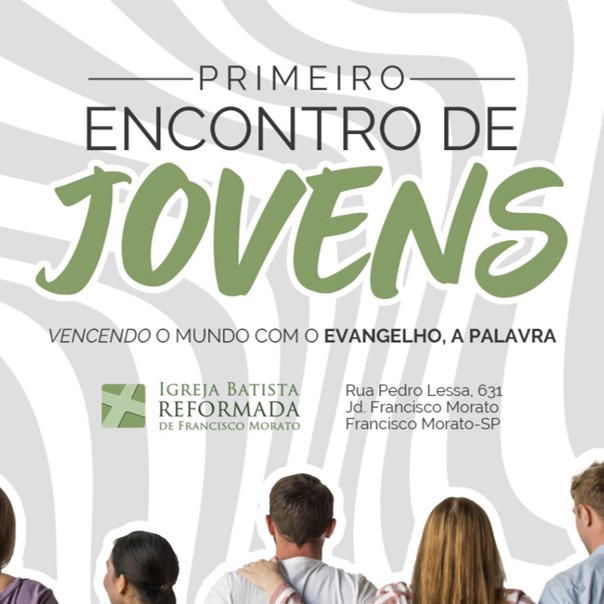 PRIMEIRO
ENCONTRO DE
JOVENS
VENCENDO O MUNDO COM O EVANGELHO, A PALAVRA
IGREJA BATISTA
REFORMADA
DE FRANCISCO MORATO
Rua Pedro Lessa, 631
Jd. Francisco Morato
Francisco Morato-SP